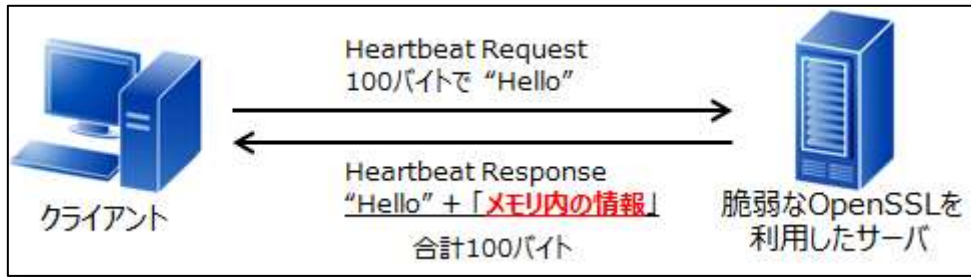 Heartbeat Request
100バイトで “Hello”
Heartbeat Response
“Hello” + 「メモリ内の情報」
合計100バイト
クライアント
脆弱なOpenSSLを
利用したサーバ